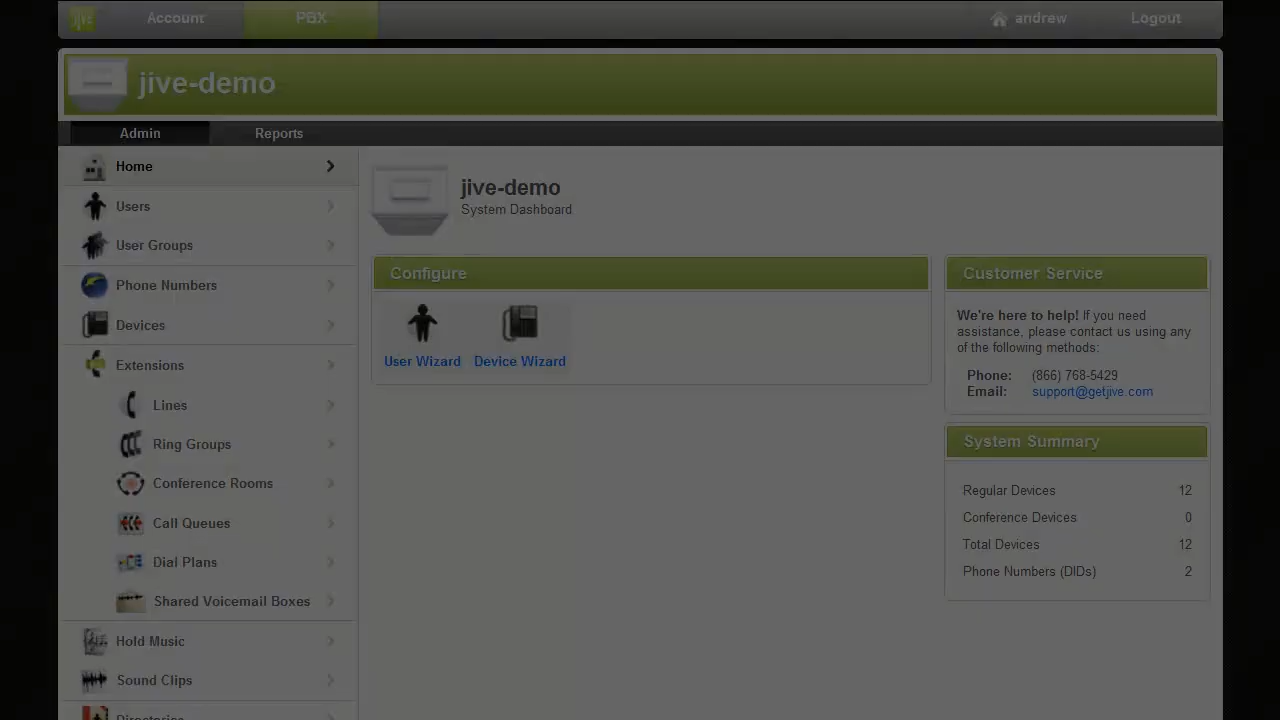 jive
Account
PBX
andrew
Logout
jive-demo
Admin
Reports
Home
Users
User Groups
Phone Numbers
Devices
Extensions
Lines
Ring Groups
Conference Rooms
Call Queues
Dial Plans
Shared Voicemail Boxes
Hold Music
Sound Clips
Directories
jive-demo
System Dashboard
Configure
User Wizard
Device Wizard
Customer Service
We're here to help! If you need
assistance, please contact us using any
of the following methods:
Phone: (866) 768-5429
Email: support@getjive.com
System Summary
Regular Devices 12
Conference Devices 0
Total Devices 12
Phone Numbers (DIDs) 2